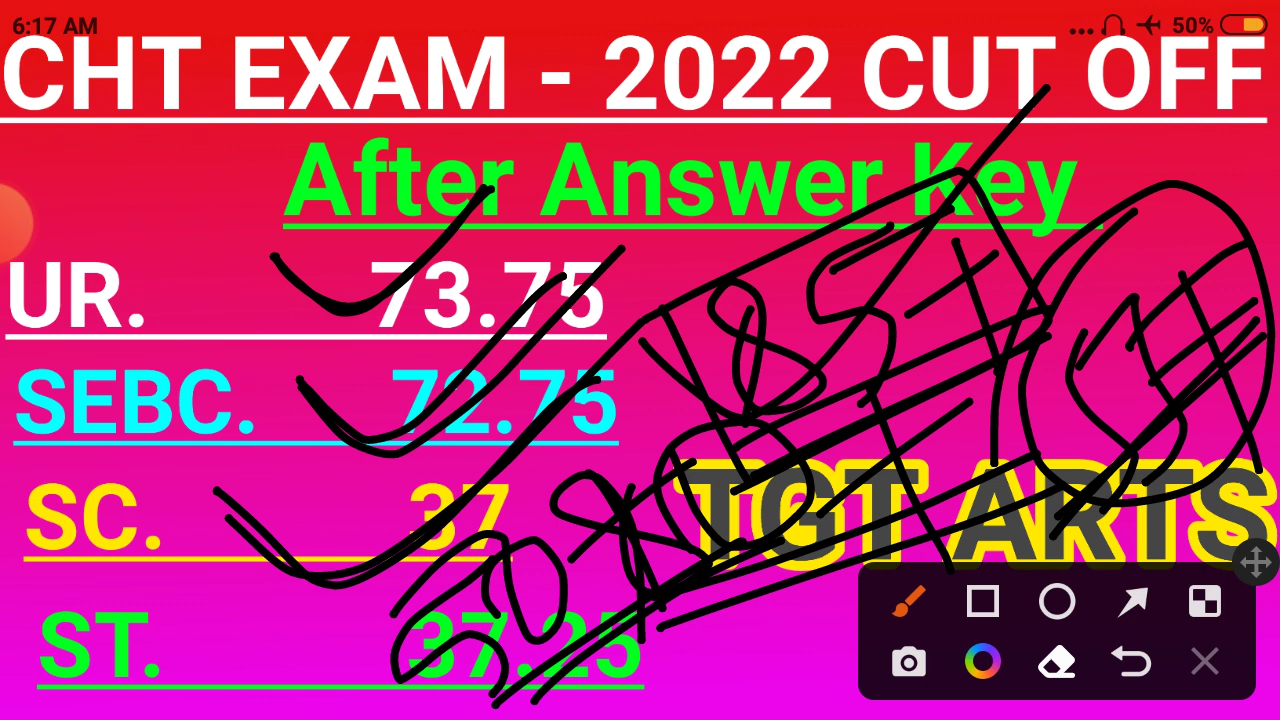 6:17 AM 50%
CHT EXAM - 2022 CUT OFF
After Answer Key
UR. 73.75
SEBC. 72.75
SC. 37
TGT ARTS
ST. 37.25